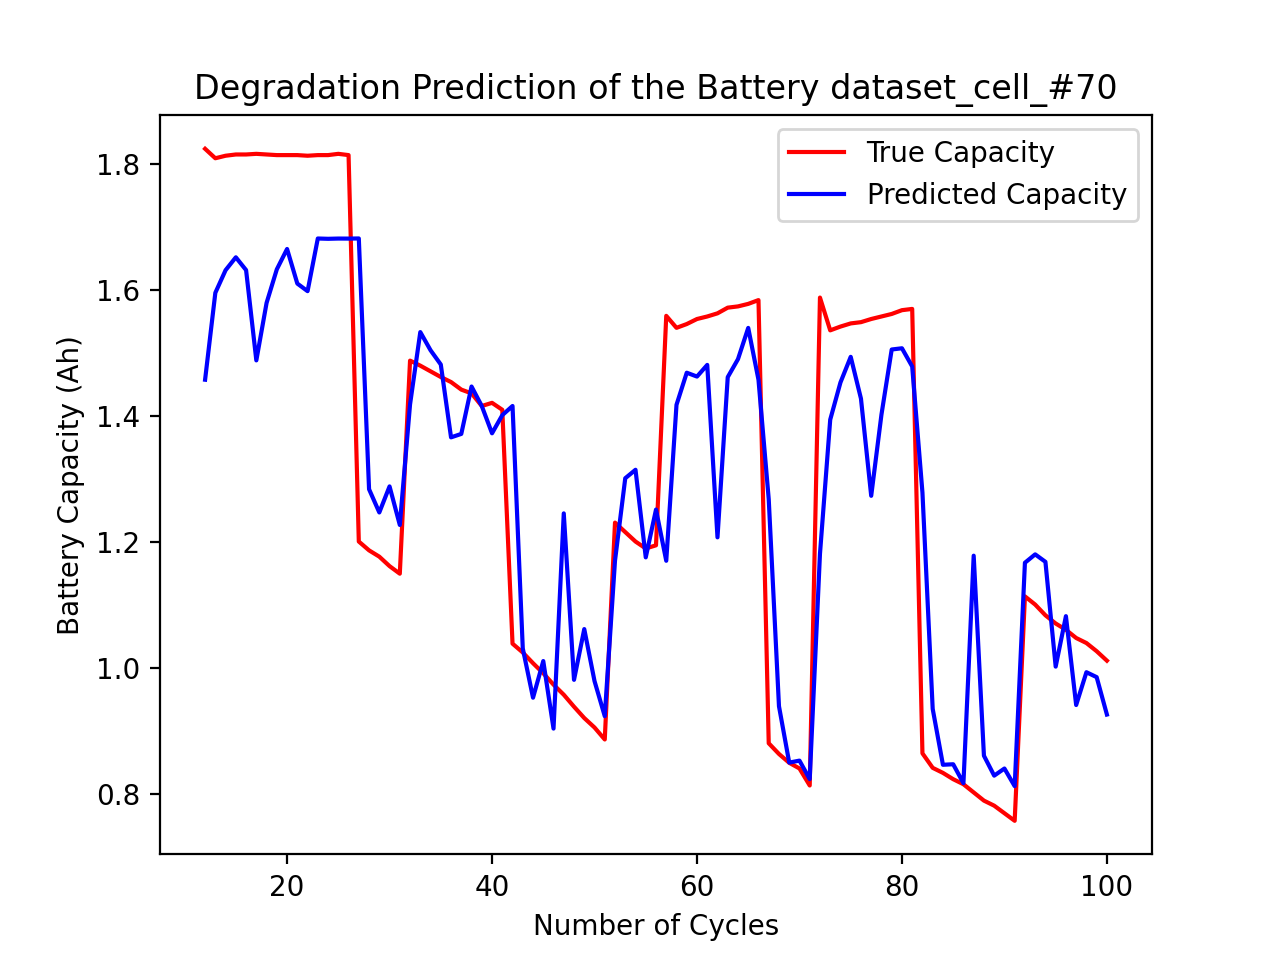 Degradation Prediction of the Battery dataset_cell_#70
True Capacity
Predicted Capacity
Battery Capacity (Ah)
1.8
1.6
1.4
1.2
1.0
0.8
20 40 60 80 100
Number of Cycles